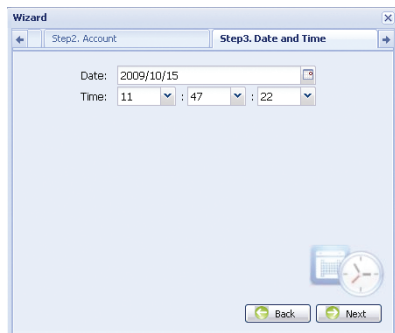 Wizard
Step2. Account Step3. Date and Time
Date: 2009/10/15
Time: 11 : 47 : 22
Back Next